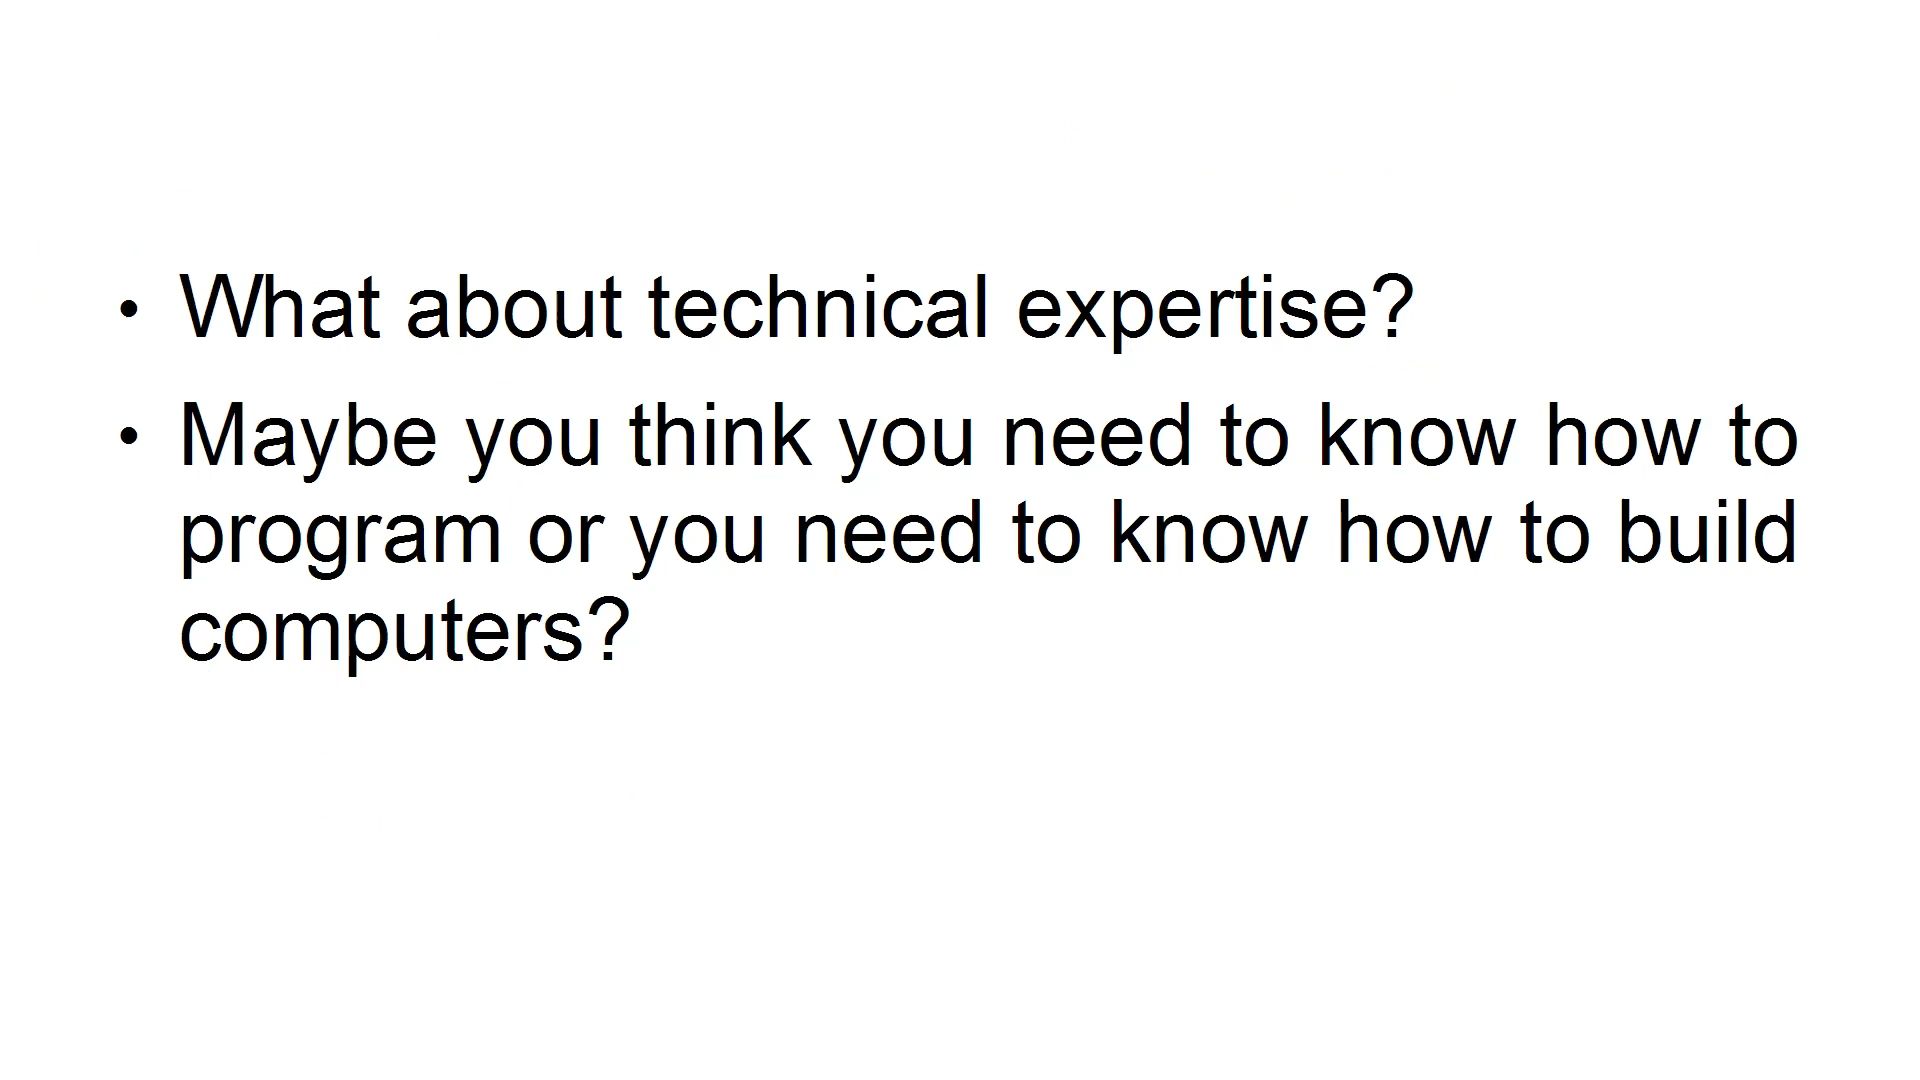 • What about technical expertise?
• Maybe you think you need to know how to
program or you need to know how to build
computers?